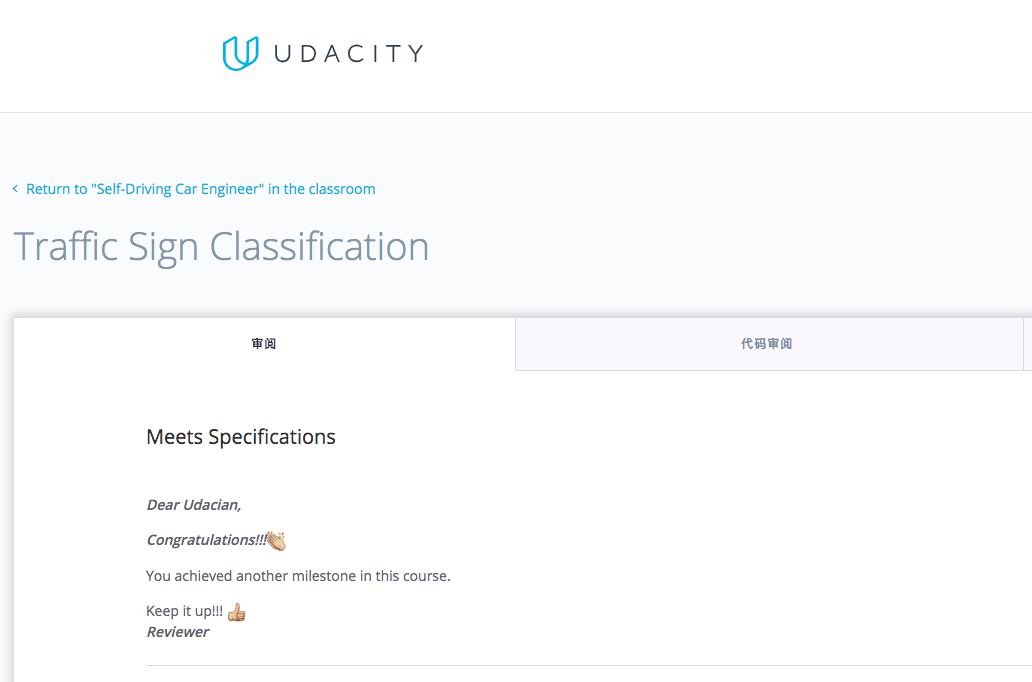 UDACITY
Return to "Self-Driving Car Engineer" in the classroom
Traffic Sign Classification
审阅
代码审阅
Meets Specifications
Dear Udacian,
Congratulations!!!👏🏼
You achieved another milestone in this course.
Keep it up!!! 👍🏼
Reviewer